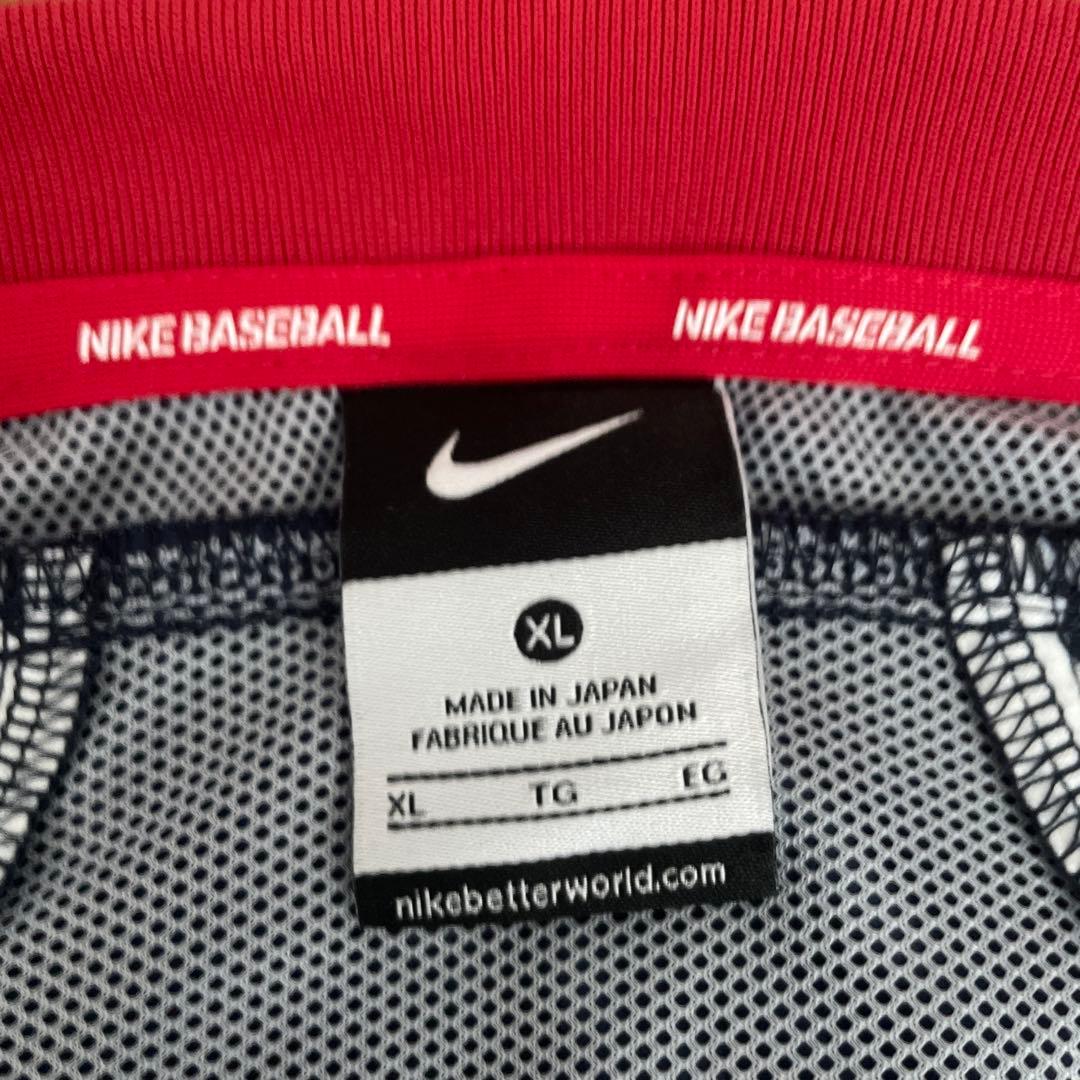 NIKE BASEBALL NIKE BASEBALL
XL
MADE IN JAPAN
FABRIQUE AU JAPON
XL TG EG
nikebetterworld.com